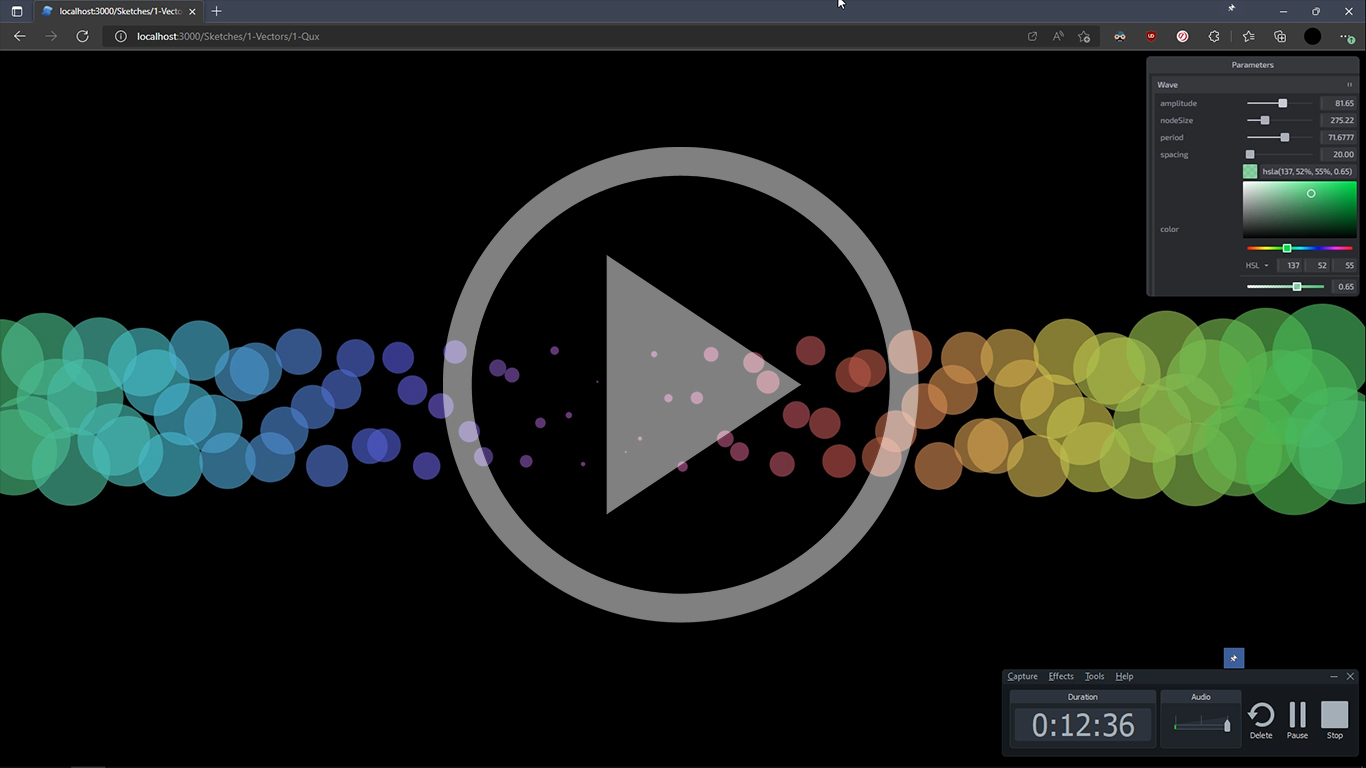 localhost:3000/Sketches/1-Vecto
localhost:3000/Sketches/1-Vectors/1-Qux
Parameters
Wave
amplitude 81.65
nodeSize 275.22
period 71.6777
spacing 20.00
hsla(137, 52%, 55%, 0.65)
color
HSL 137 52 55
0.65
Capture Effects Tools Help
Duration Audio
0:12:36
Delete Pause Stop